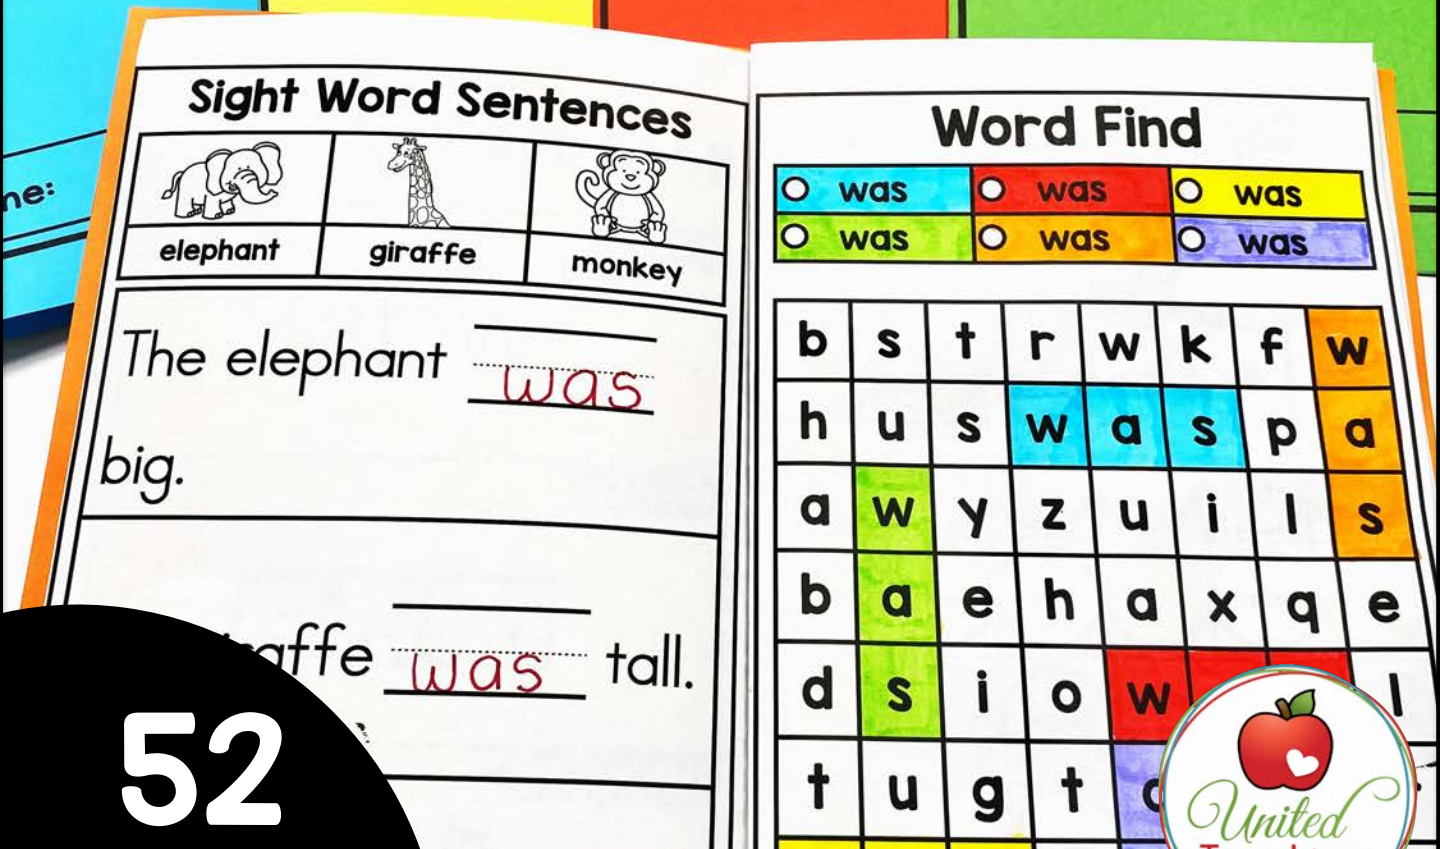 ne:
Sight Word Sentences
elephant giraffe monkey
The elephant was
big.
was tall.
52
Word Find
was was was
was was was
b s t r w k f w
h u s w a s p a
a w y z u i l s
b a e h a x q e
d s i o w l
t u g t
United